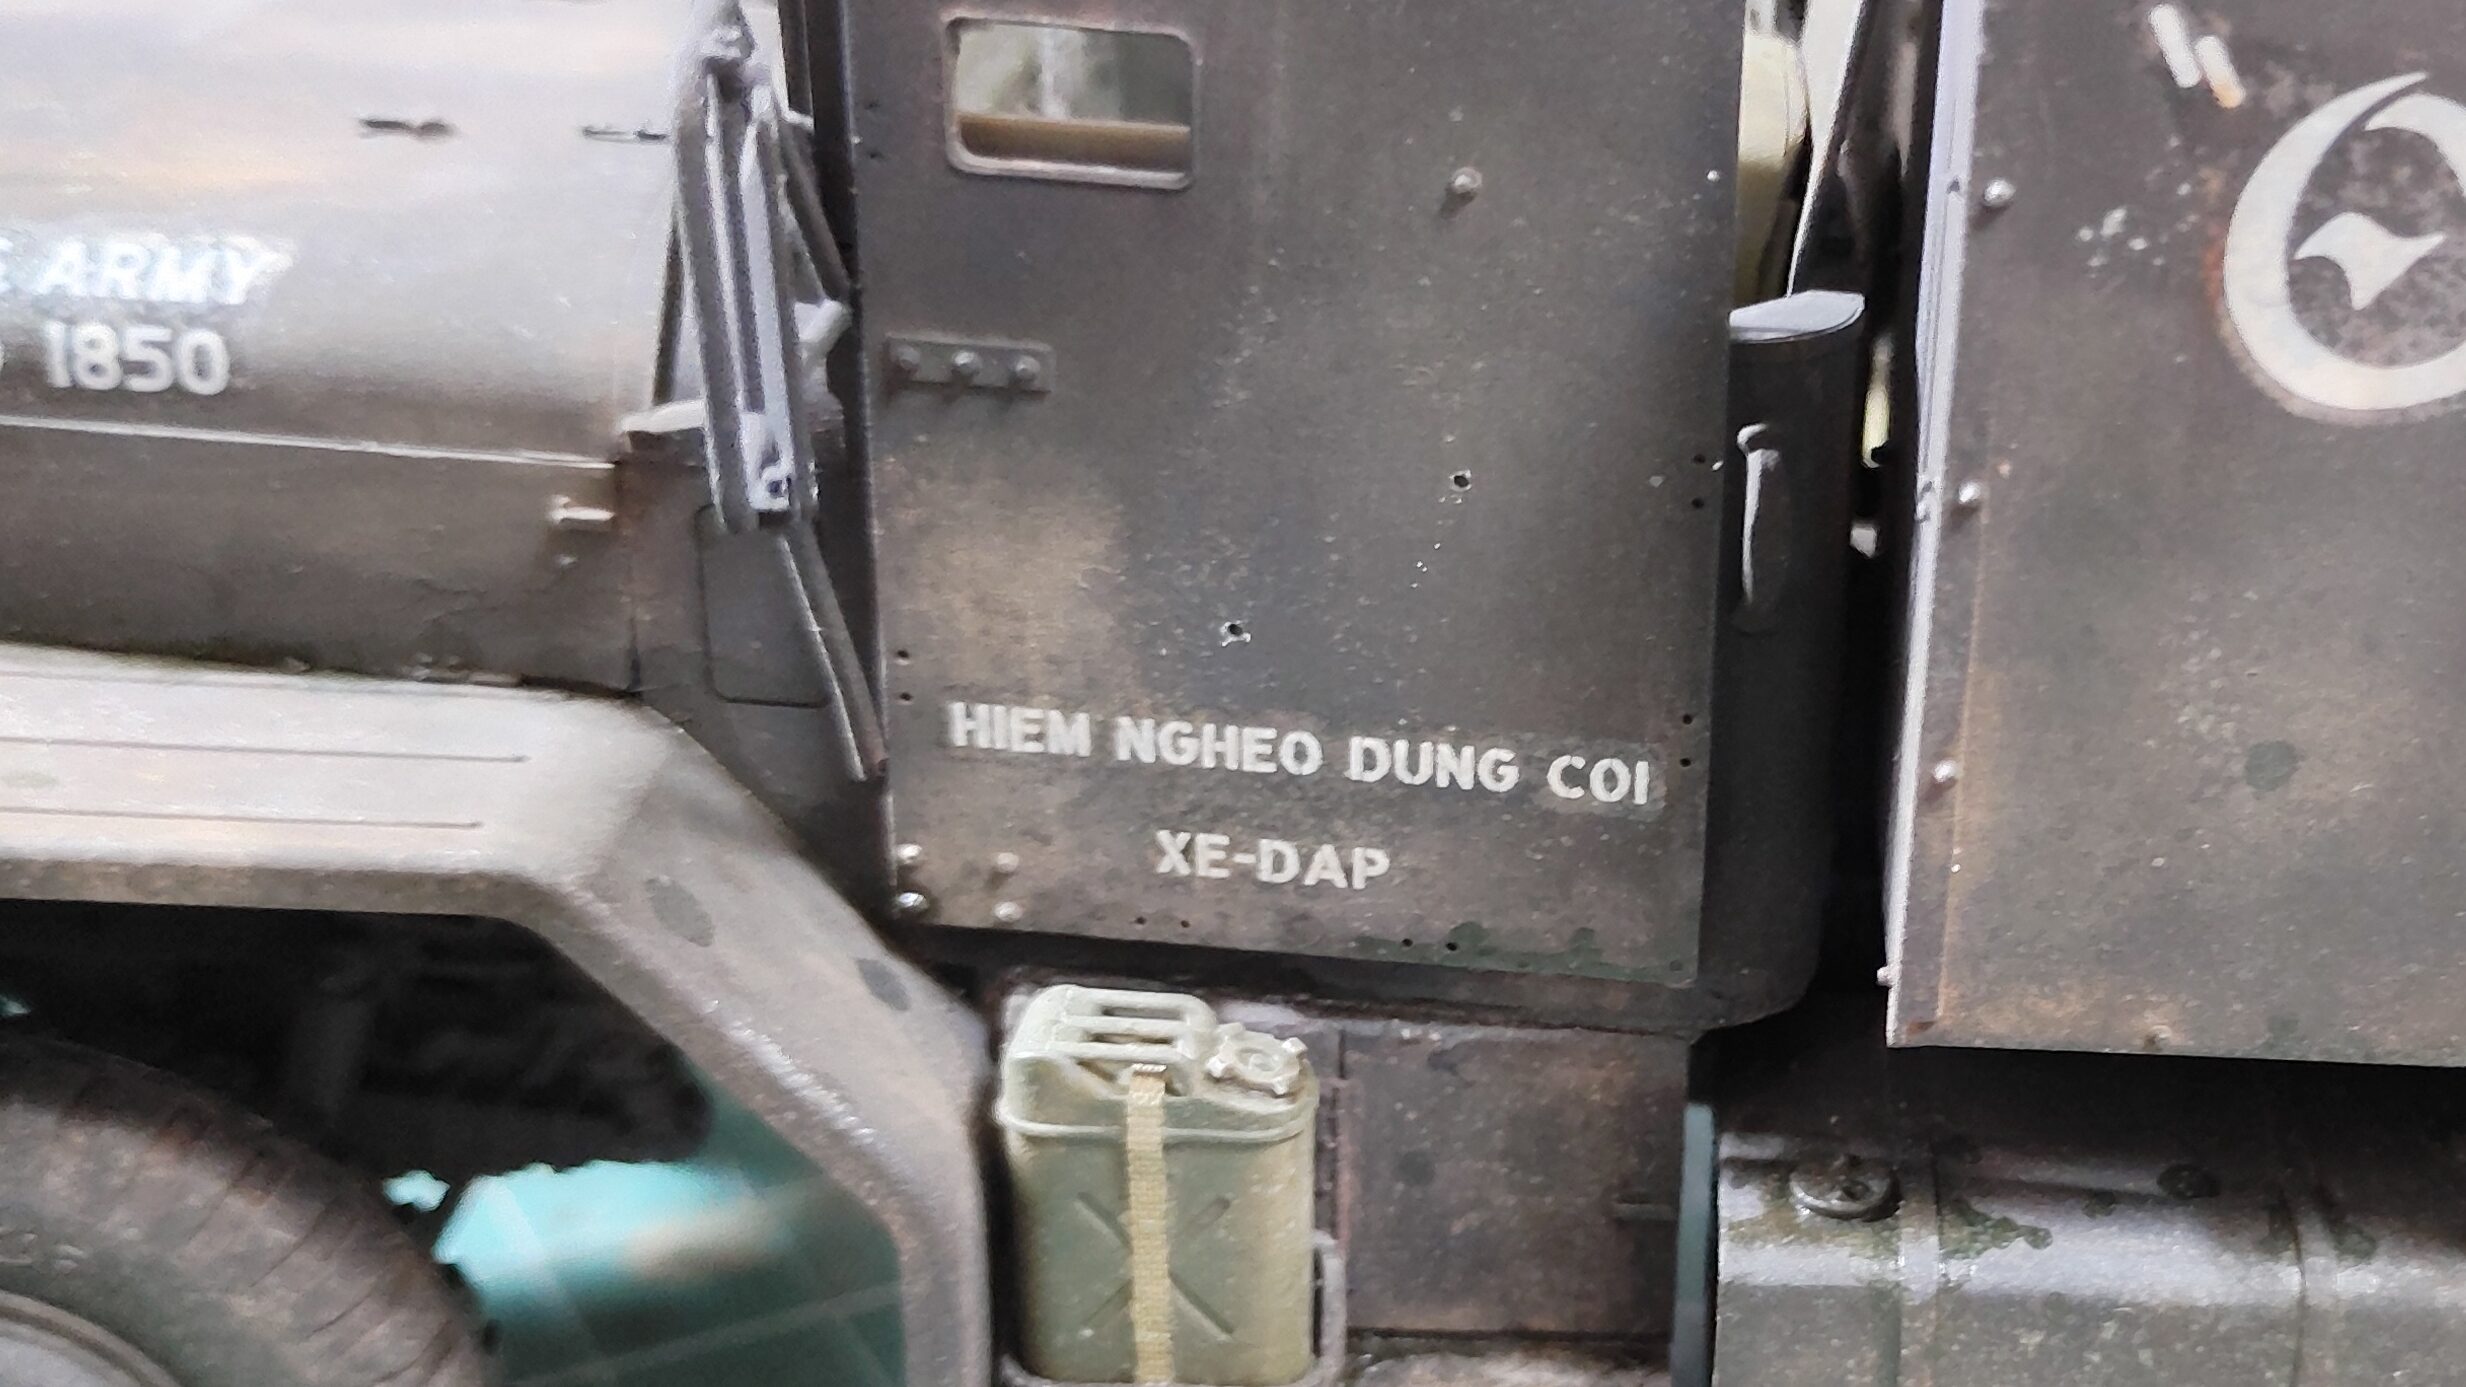 ARMY
1850
HIEM NGHEO DUNG COI
XE-DAP